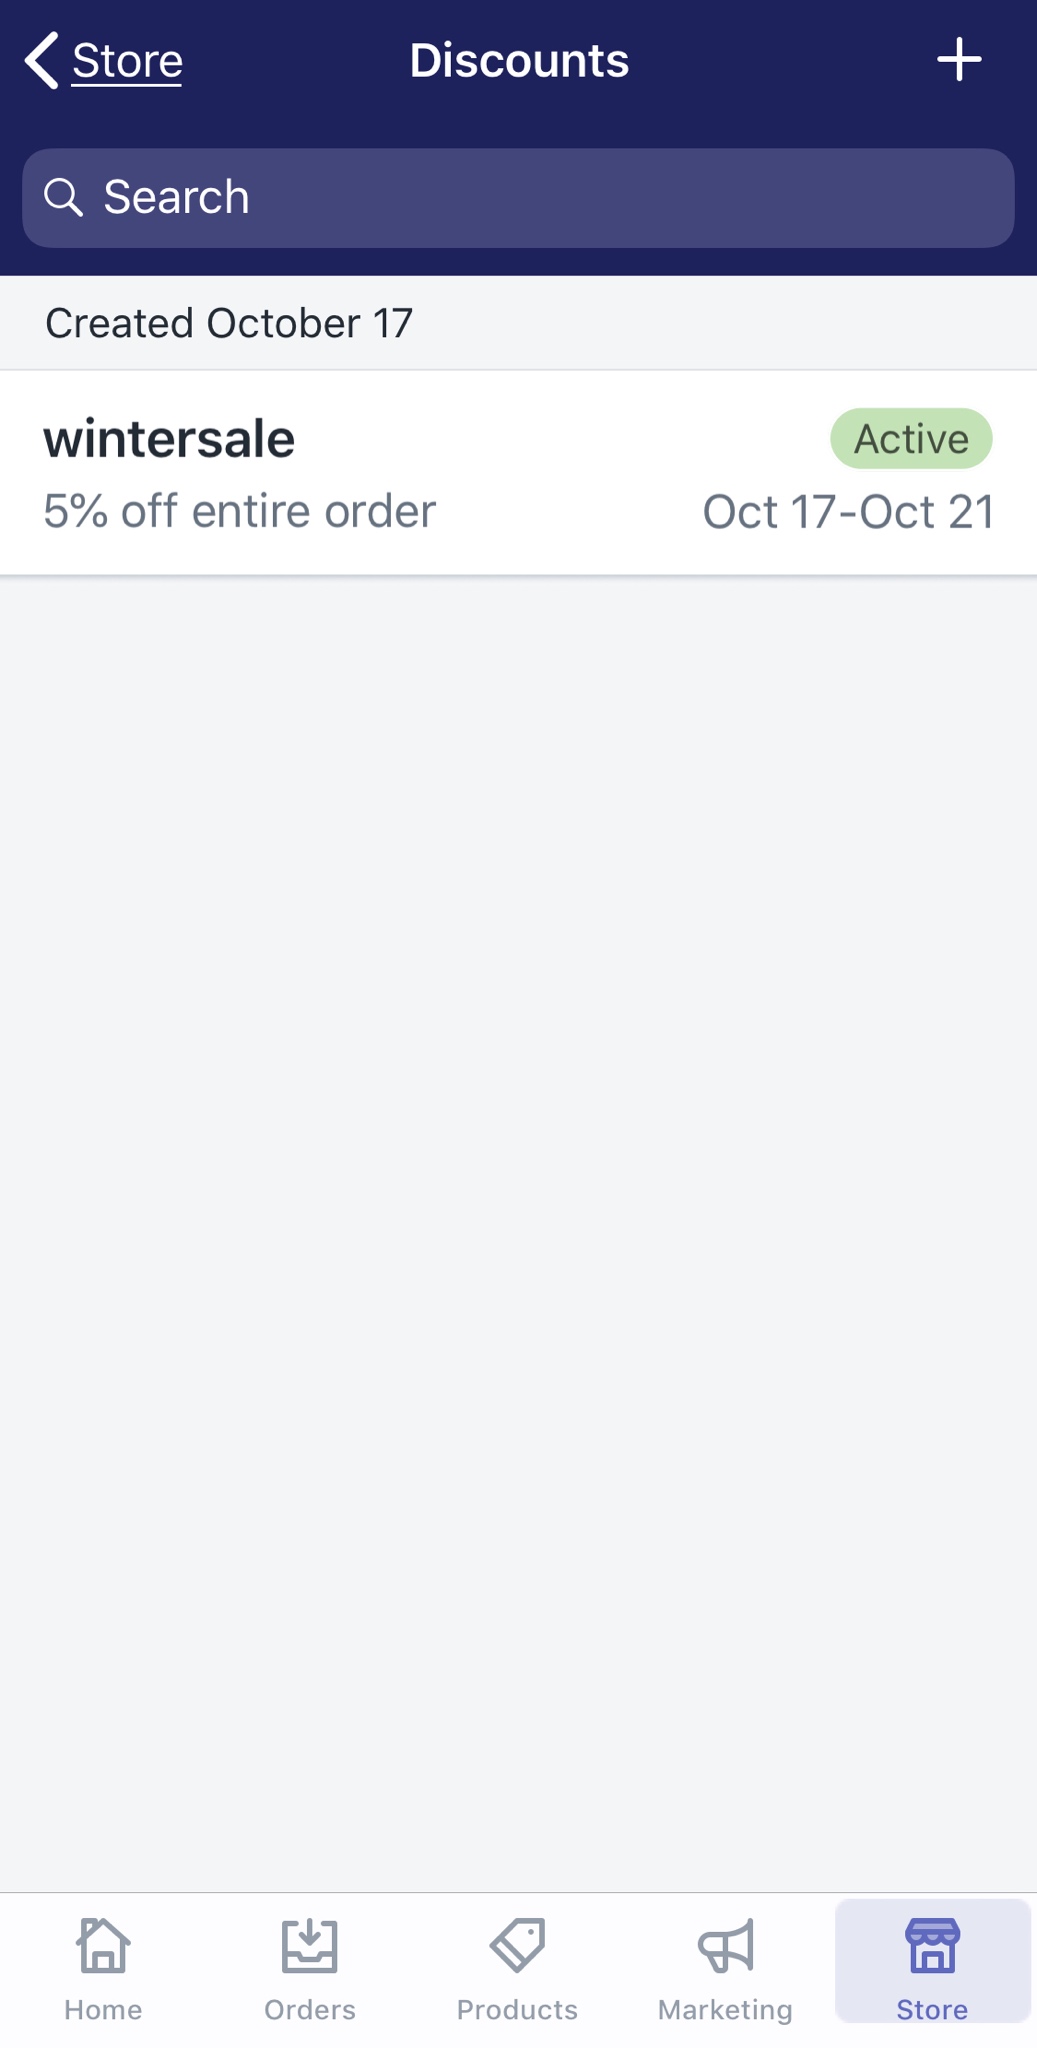 Store
Discounts
Search
Created October 17
wintersale
Active
5% off entire order
Oct 17-Oct 21
Home
Orders
Products
Marketing
Store